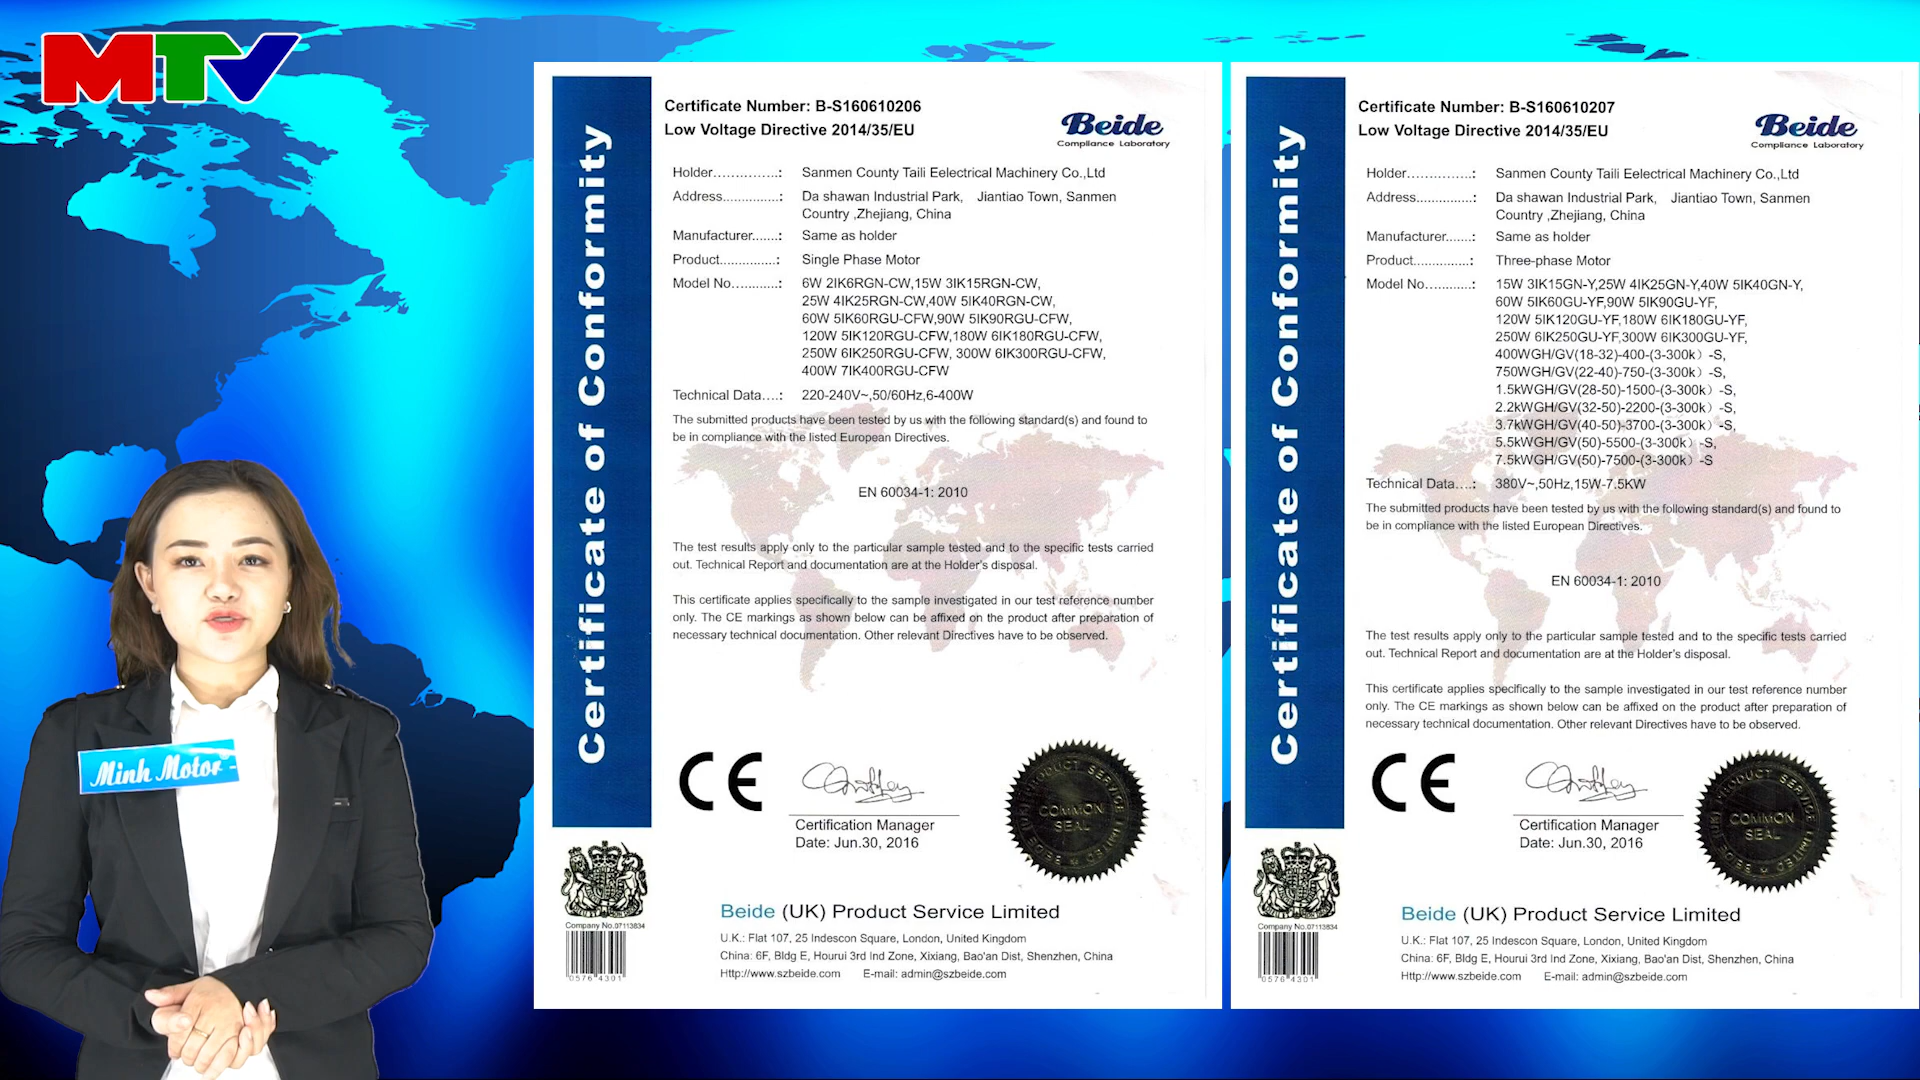 MTV
Minh Motor
Certificate of Conformity
Certificate Number: B-S160610206
Low Voltage Directive 2014/35/EU
Beide
Compliance Laboratory
Holder..............: Sanmen County Taili Eelectrical Machinery Co.,Ltd
Address..............: Da shawan Industrial Park, Jiantiao Town, Sanmen
Country ,Zhejiang, China
Manufacturer.......: Same as holder
Product..............: Single Phase Motor
Model No............: 6W 2IK6RGN-CW,15W 3IK15RGN-CW,
25W 4IK25RGN-CW,40W 5IK40RGN-CW,
60W 5IK60RGU-CFW,90W 5IK90RGU-CFW,
120W 5IK120RGU-CFW,180W 6IK180RGU-CFW,
250W 6IK250RGU-CFW, 300W 6IK300RGU-CFW,
400W 7IK400RGU-CFW
Technical Data....: 220-240V~,50/60Hz,6-400W
The submitted products have been tested by us with the following standard(s) and found to
be in compliance with the listed European Directives.
EN 60034-1: 2010
The test results apply only to the particular sample tested and to the specific tests carried
out. Technical Report and documentation are at the Holder's disposal.
This certificate applies specifically to the sample investigated in our test reference number
only. The CE markings as shown below can be affixed on the product after preparation of
necessary technical documentation. Other relevant Directives have to be observed.
CE
Certification Manager
Date: Jun.30, 2016
COMMON
SEAL
Company No.07113834
0576 4301
Beide (UK) Product Service Limited
U.K.: Flat 107, 25 Indescon Square, London, United Kingdom
China: 6F, Bldg E, Hourui 3rd Ind Zone, Xixiang, Bao'an Dist, Shenzhen, China
Http://www.szbeide.com E-mail: admin@szbeide.com
Certificate of Conformity
Certificate Number: B-S160610207
Low Voltage Directive 2014/35/EU
Beide
Compliance Laboratory
Holder..............: Sanmen County Taili Eelectrical Machinery Co.,Ltd
Address..............: Da shawan Industrial Park, Jiantiao Town, Sanmen
Country ,Zhejiang, China
Manufacturer.......: Same as holder
Product..............: Three-phase Motor
Model No............: 15W 3IK15GN-Y,25W 4IK25GN-Y,40W 5IK40GN-Y,
60W 5IK60GU-YF,90W 5IK90GU-YF,
120W 5IK120GU-YF,180W 6IK180GU-YF,
250W 6IK250GU-YF,300W 6IK300GU-YF,
400WGH/GV(18-32)-400-(3-300k）-S,
750WGH/GV(22-40)-750-(3-300k）-S,
1.5kWGH/GV(28-50)-1500-(3-300k）-S,
2.2kWGH/GV(32-50)-2200-(3-300k）-S,
3.7kWGH/GV(40-50)-3700-(3-300k）-S,
5.5kWGH/GV(50)-5500-(3-300k）-S,
7.5kWGH/GV(50)-7500-(3-300k）-S
Technical Data....: 380V~,50Hz,15W-7.5KW
The submitted products have been tested by us with the following standard(s) and found to
be in compliance with the listed European Directives.
EN 60034-1: 2010
The test results apply only to the particular sample tested and to the specific tests carried
out. Technical Report and documentation are at the Holder's disposal.
This certificate applies specifically to the sample investigated in our test reference number
only. The CE markings as shown below can be affixed on the product after preparation of
necessary technical documentation. Other relevant Directives have to be observed.
CE
Certification Manager
Date: Jun.30, 2016
COMMON
SEAL
Company No.07113834
0576 4301
Beide (UK) Product Service Limited
U.K.: Flat 107, 25 Indescon Square, London, United Kingdom
China: 6F, Bldg E, Hourui 3rd Ind Zone, Xixiang, Bao'an Dist, Shenzhen, China
Http://www.szbeide.com E-mail: admin@szbeide.com